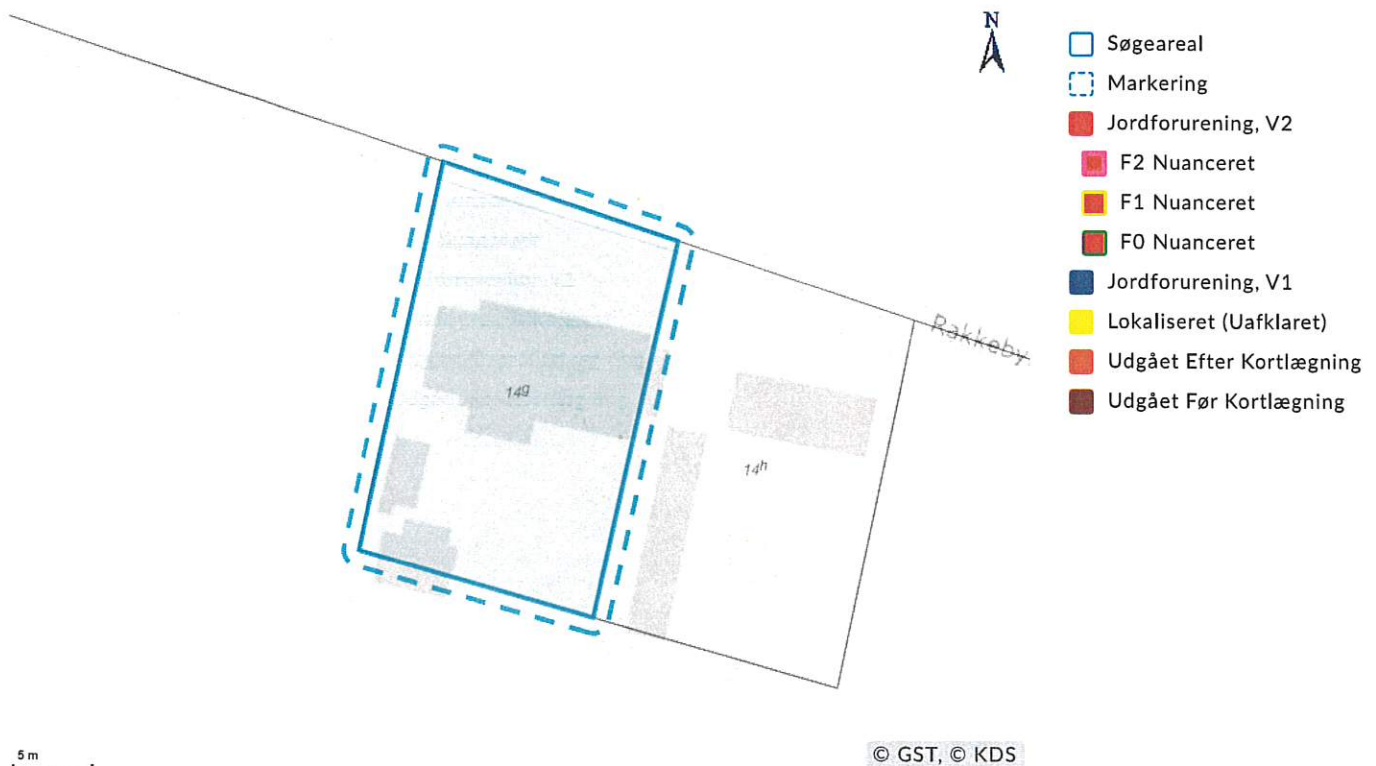 N
Søgeareal
Markering
Jordforurening, V2
F2 Nuanceret
F1 Nuanceret
F0 Nuanceret
Jordforurening, V1
Lokaliseret (Uafklaret)
Udgået Efter Kortlægning
Udgået Før Kortlægning
Rakkeby
14g
14h
5 m
© GST, © KDS